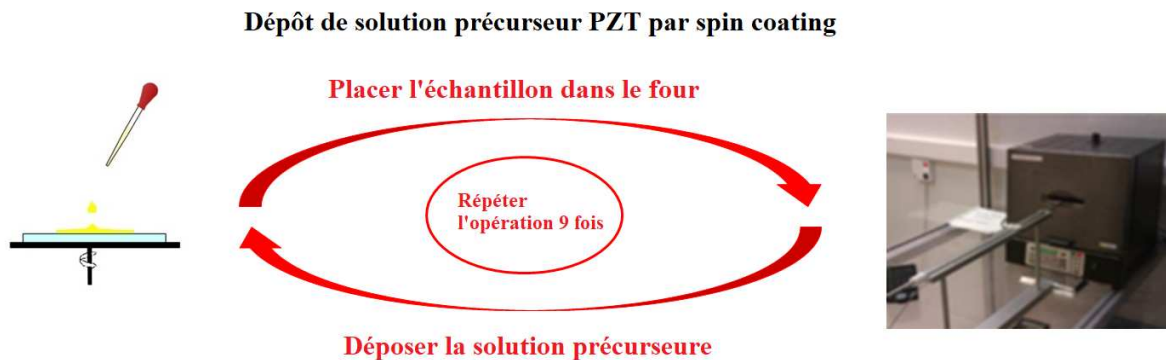 Dépôt de solution précurseur PZT par spin coating
Placer l'échantillon dans le four
Répéter
l'opération 9 fois
Déposer la solution précurseure